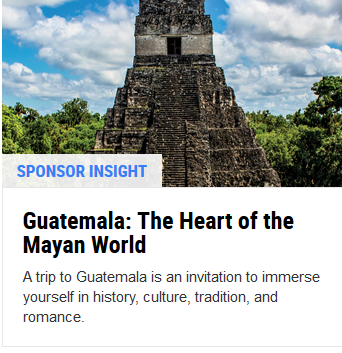 SPONSOR INSIGHT
Guatemala: The Heart of the
Mayan World
A trip to Guatemala is an invitation to immerse
yourself in history, culture, tradition, and
romance.